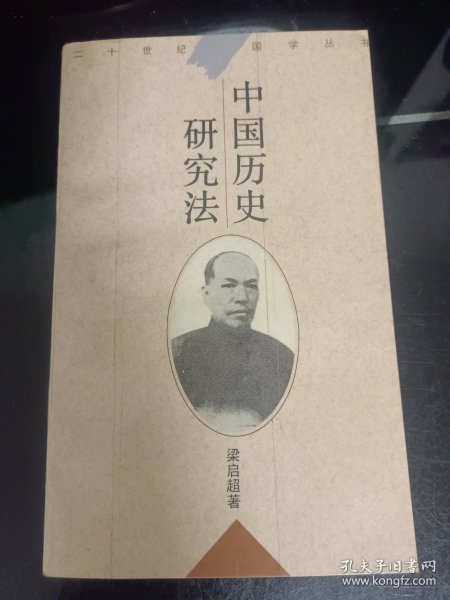 二十世纪国学丛书
中国历史
研究法
梁启超著
孔夫子旧书网
www.kongfz.com